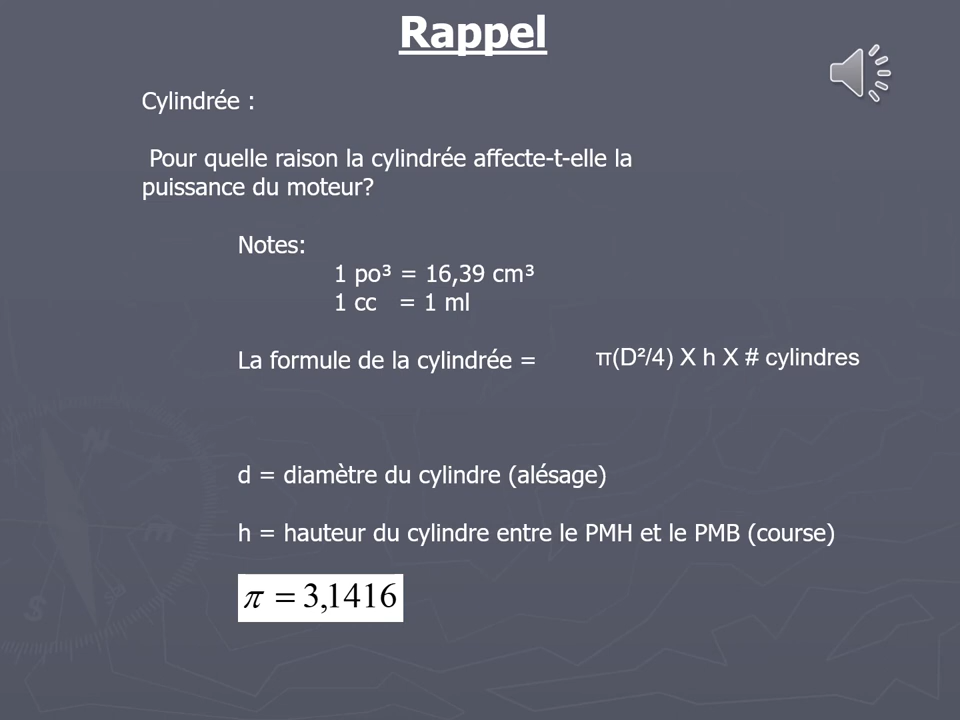 Rappel
Cylindrée :
Pour quelle raison la cylindrée affecte-t-elle la
puissance du moteur?
Notes:
1 po³ = 16,39 cm³
1 cc = 1 ml
La formule de la cylindrée = π(D²/4) X h X # cylindres
d = diamètre du cylindre (alésage)
h = hauteur du cylindre entre le PMH et le PMB (course)
π = 3,1416